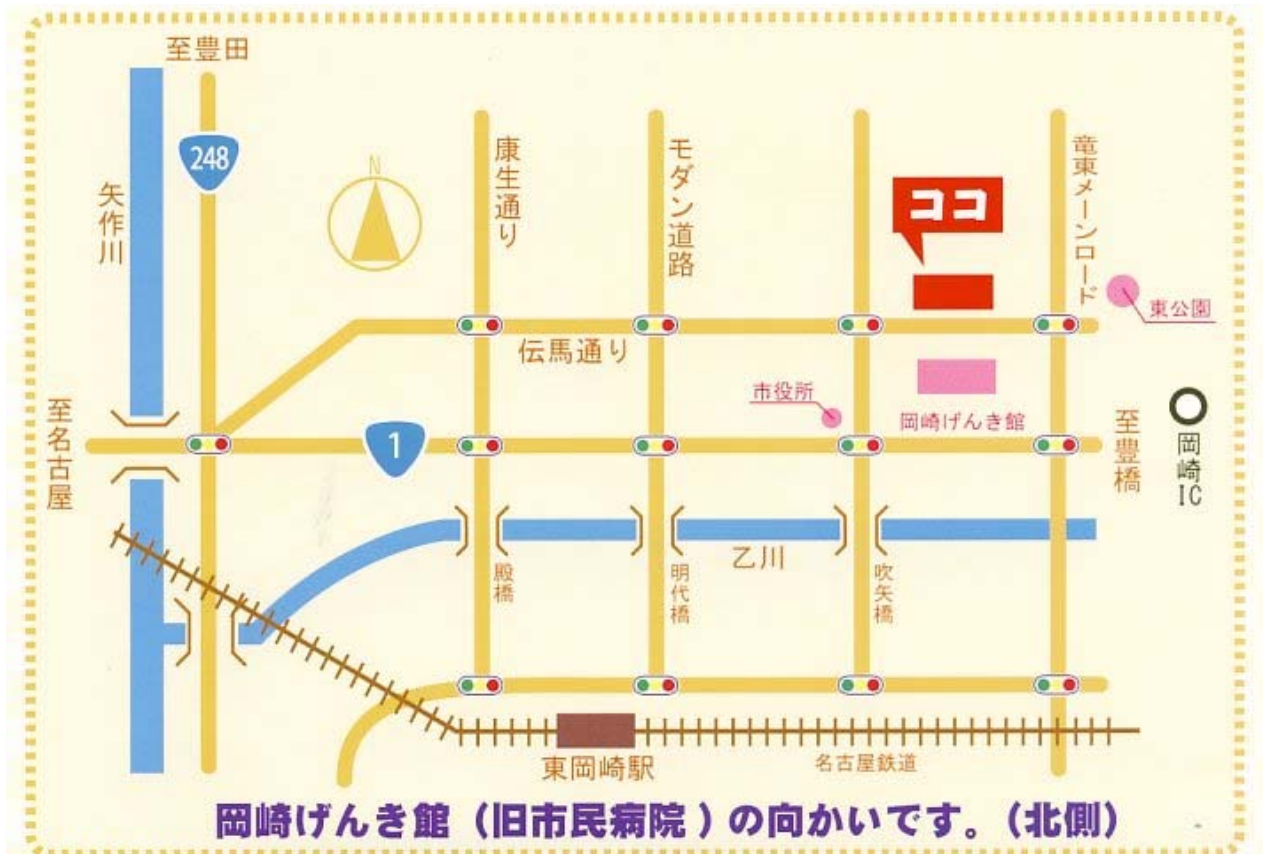 至豊田
248
矢作川
N
康生通り
モダン道路
ココ
竜東メーンロード
東公園
伝馬通り
市役所
岡崎げんき館
至名古屋
1
至豊橋
岡崎IC
乙川
殿橋
明代橋
吹矢橋
東岡崎駅
名古屋鉄道
岡崎げんき館（旧市民病院）の向かいです。（北側）